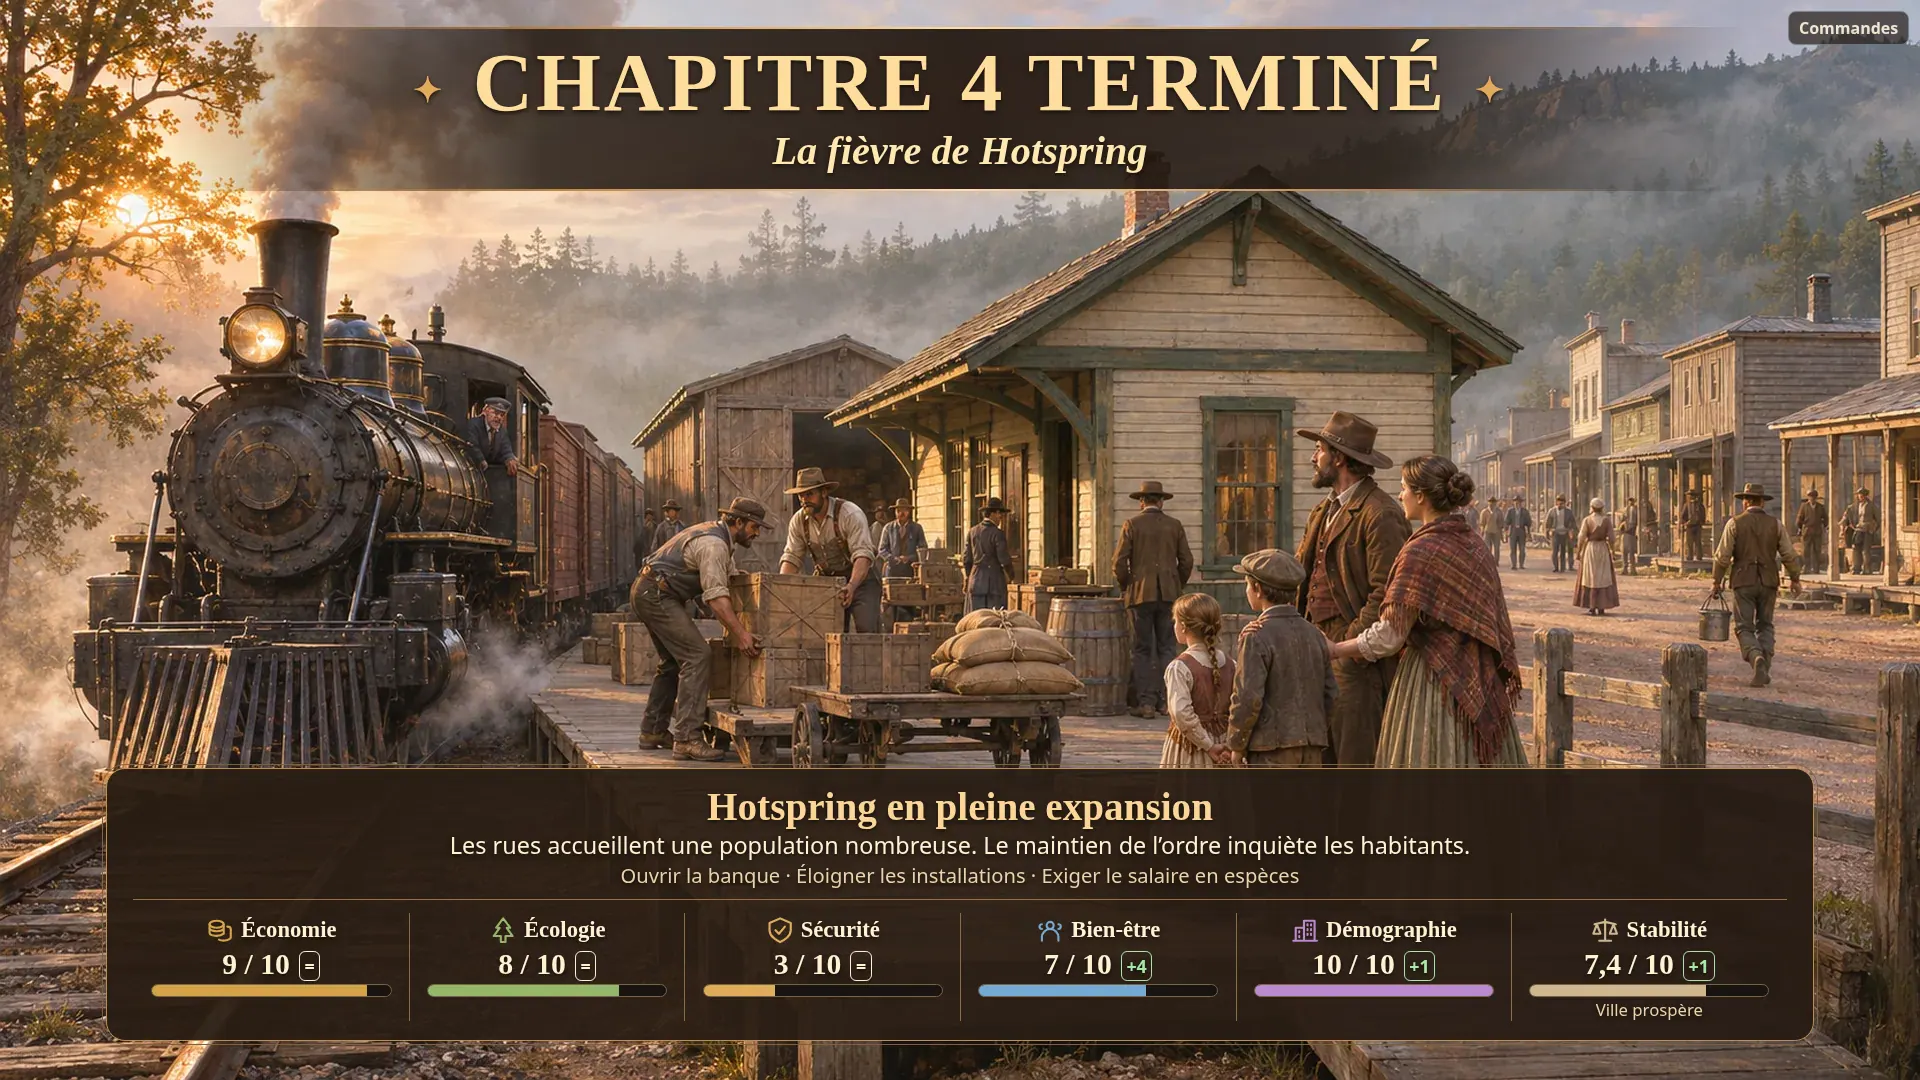 Commandes
CHAPITRE 4 TERMINÉ
La fièvre de Hotspring
Hotspring en pleine expansion
Les rues accueillent une population nombreuse. Le maintien de l’ordre inquiète les habitants.
Ouvrir la banque · Éloigner les installations · Exiger le salaire en espèces
Économie
9 / 10 =
Écologie
8 / 10 =
Sécurité
3 / 10 =
Bien-être
7 / 10 +4
Démographie
10 / 10 +1
Stabilité
7,4 / 10 +1
Ville prospère